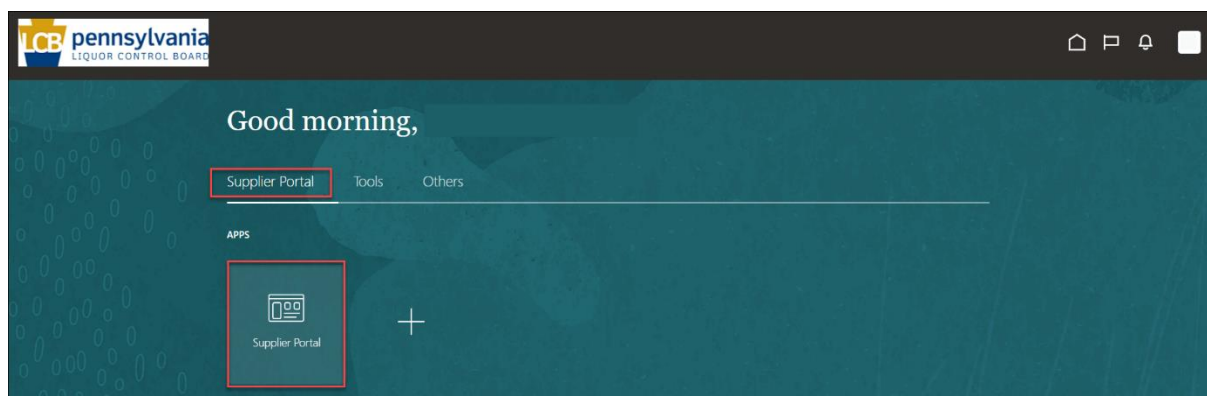 LCB pennsylvania
LIQUOR CONTROL BOARD
Good morning,
Supplier Portal Tools Others
APPS
Supplier Portal